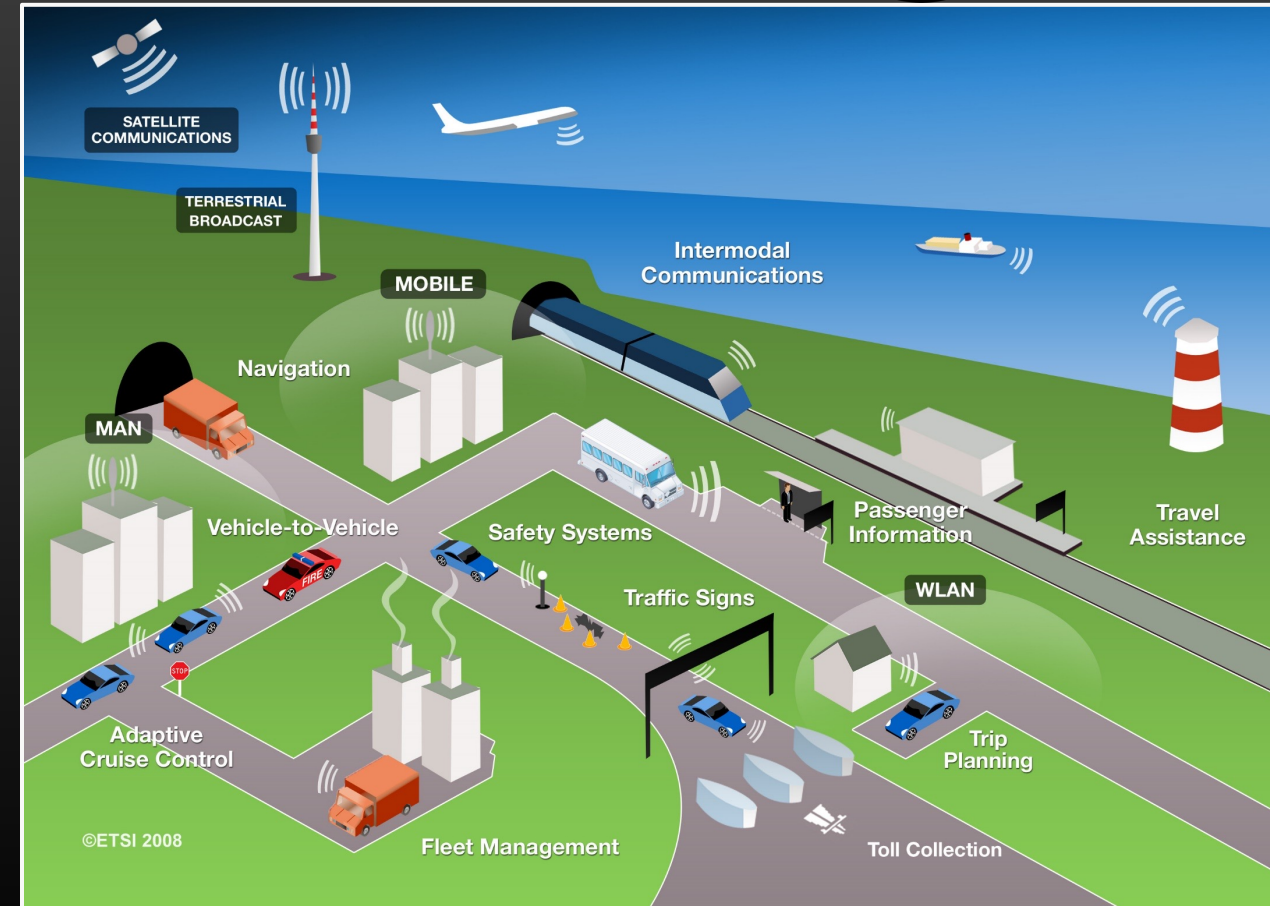 SATELLITE
COMMUNICATIONS
TERRESTRIAL
BROADCAST
Intermodal
Communications
MOBILE
Navigation
MAN
Vehicle-to-Vehicle
Safety Systems
Passenger
Information
Travel
Assistance
FIRE
Traffic Signs
WLAN
STOP
Adaptive
Cruise Control
Trip
Planning
©ETSI 2008
Fleet Management
Toll Collection